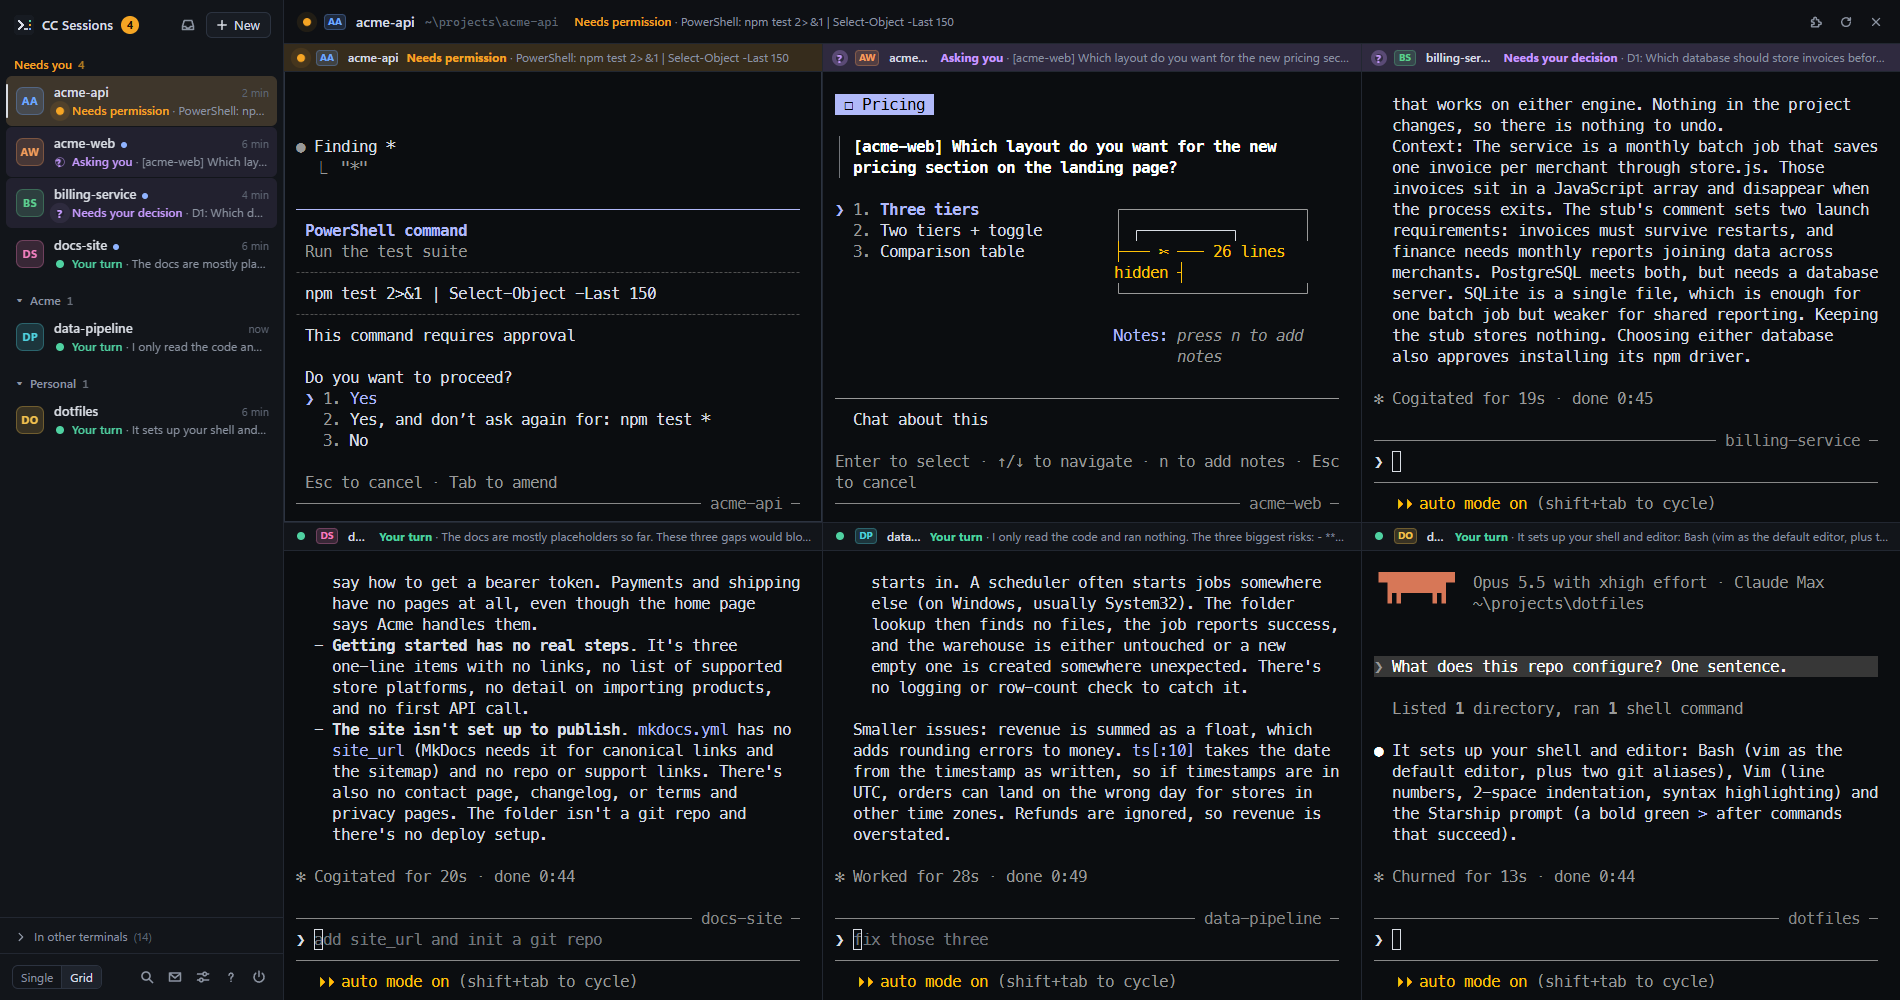 CC Sessions 4
New
Needs you 4
AA acme-api 2 min
Needs permission · PowerShell: np...
AW acme-web 6 min
? Asking you · [acme-web] Which lay...
BS billing-service 4 min
? Needs your decision · D1: Which d...
DS docs-site 6 min
Your turn · The docs are mostly pla...
Acme 1
DP data-pipeline now
Your turn · I only read the code an...
Personal 1
DO dotfiles 6 min
Your turn · It sets up your shell and...
In other terminals (14)
Single Grid ?
AA acme-api ~\projects\acme-api Needs permission · PowerShell: npm test 2>&1 | Select-Object -Last 150
AA acme-api Needs permission · PowerShell: npm test 2>&1 | Select-Object -Last 150
● Finding *
⎿ "*"
PowerShell command
Run the test suite
npm test 2>&1 | Select-Object -Last 150
This command requires approval
Do you want to proceed?
❯ 1. Yes
2. Yes, and don’t ask again for: npm test *
3. No
Esc to cancel · Tab to amend
acme-api
? AW acme... Asking you · [acme-web] Which layout do you want for the new pricing sec...
□ Pricing
[acme-web] Which layout do you want for the new
pricing section on the landing page?
❯ 1. Three tiers
2. Two tiers + toggle
3. Comparison table
✂ 26 lines
hidden
Notes: press n to add
notes
Chat about this
Enter to select · ↑/↓ to navigate · n to add notes · Esc
to cancel
acme-web
? BS billing-ser... Needs your decision · D1: Which database should store invoices befor...
that works on either engine. Nothing in the project
changes, so there is nothing to undo.
Context: The service is a monthly batch job that saves
one invoice per merchant through store.js. Those
invoices sit in a JavaScript array and disappear when
the process exits. The stub's comment sets two launch
requirements: invoices must survive restarts, and
finance needs monthly reports joining data across
merchants. PostgreSQL meets both, but needs a database
server. SQLite is a single file, which is enough for
one batch job but weaker for shared reporting. Keeping
the stub stores nothing. Choosing either database
also approves installing its npm driver.
✻ Cogitated for 19s · done 0:45
billing-service
❯
⏵⏵ auto mode on (shift+tab to cycle)
DS d... Your turn · The docs are mostly placeholders so far. These three gaps would blo...
say how to get a bearer token. Payments and shipping
have no pages at all, even though the home page
says Acme handles them.
- Getting started has no real steps. It's three
one-line items with no links, no list of supported
store platforms, no detail on importing products,
and no first API call.
- The site isn't set up to publish. mkdocs.yml has no
site_url (MkDocs needs it for canonical links and
the sitemap) and no repo or support links. There's
also no contact page, changelog, or terms and
privacy pages. The folder isn't a git repo and
there's no deploy setup.
✻ Cogitated for 20s · done 0:44
docs-site
❯ add site_url and init a git repo
⏵⏵ auto mode on (shift+tab to cycle)
DP data... Your turn · I only read the code and ran nothing. The three biggest risks: - **...
starts in. A scheduler often starts jobs somewhere
else (on Windows, usually System32). The folder
lookup then finds no files, the job reports success,
and the warehouse is either untouched or a new
empty one is created somewhere unexpected. There's
no logging or row-count check to catch it.
Smaller issues: revenue is summed as a float, which
adds rounding errors to money. ts[:10] takes the date
from the timestamp as written, so if timestamps are in
UTC, orders can land on the wrong day for stores in
other time zones. Refunds are ignored, so revenue is
overstated.
✻ Worked for 28s · done 0:49
data-pipeline
❯ fix those three
⏵⏵ auto mode on (shift+tab to cycle)
DO d... Your turn · It sets up your shell and editor: Bash (vim as the default editor, plus t...
Opus 5.5 with xhigh effort · Claude Max
~\projects\dotfiles
❯ What does this repo configure? One sentence.
Listed 1 directory, ran 1 shell command
● It sets up your shell and editor: Bash (vim as the
default editor, plus two git aliases), Vim (line
numbers, 2-space indentation, syntax highlighting) and
the Starship prompt (a bold green > after commands
that succeed).
✻ Churned for 13s · done 0:44
dotfiles
❯
⏵⏵ auto mode on (shift+tab to cycle)